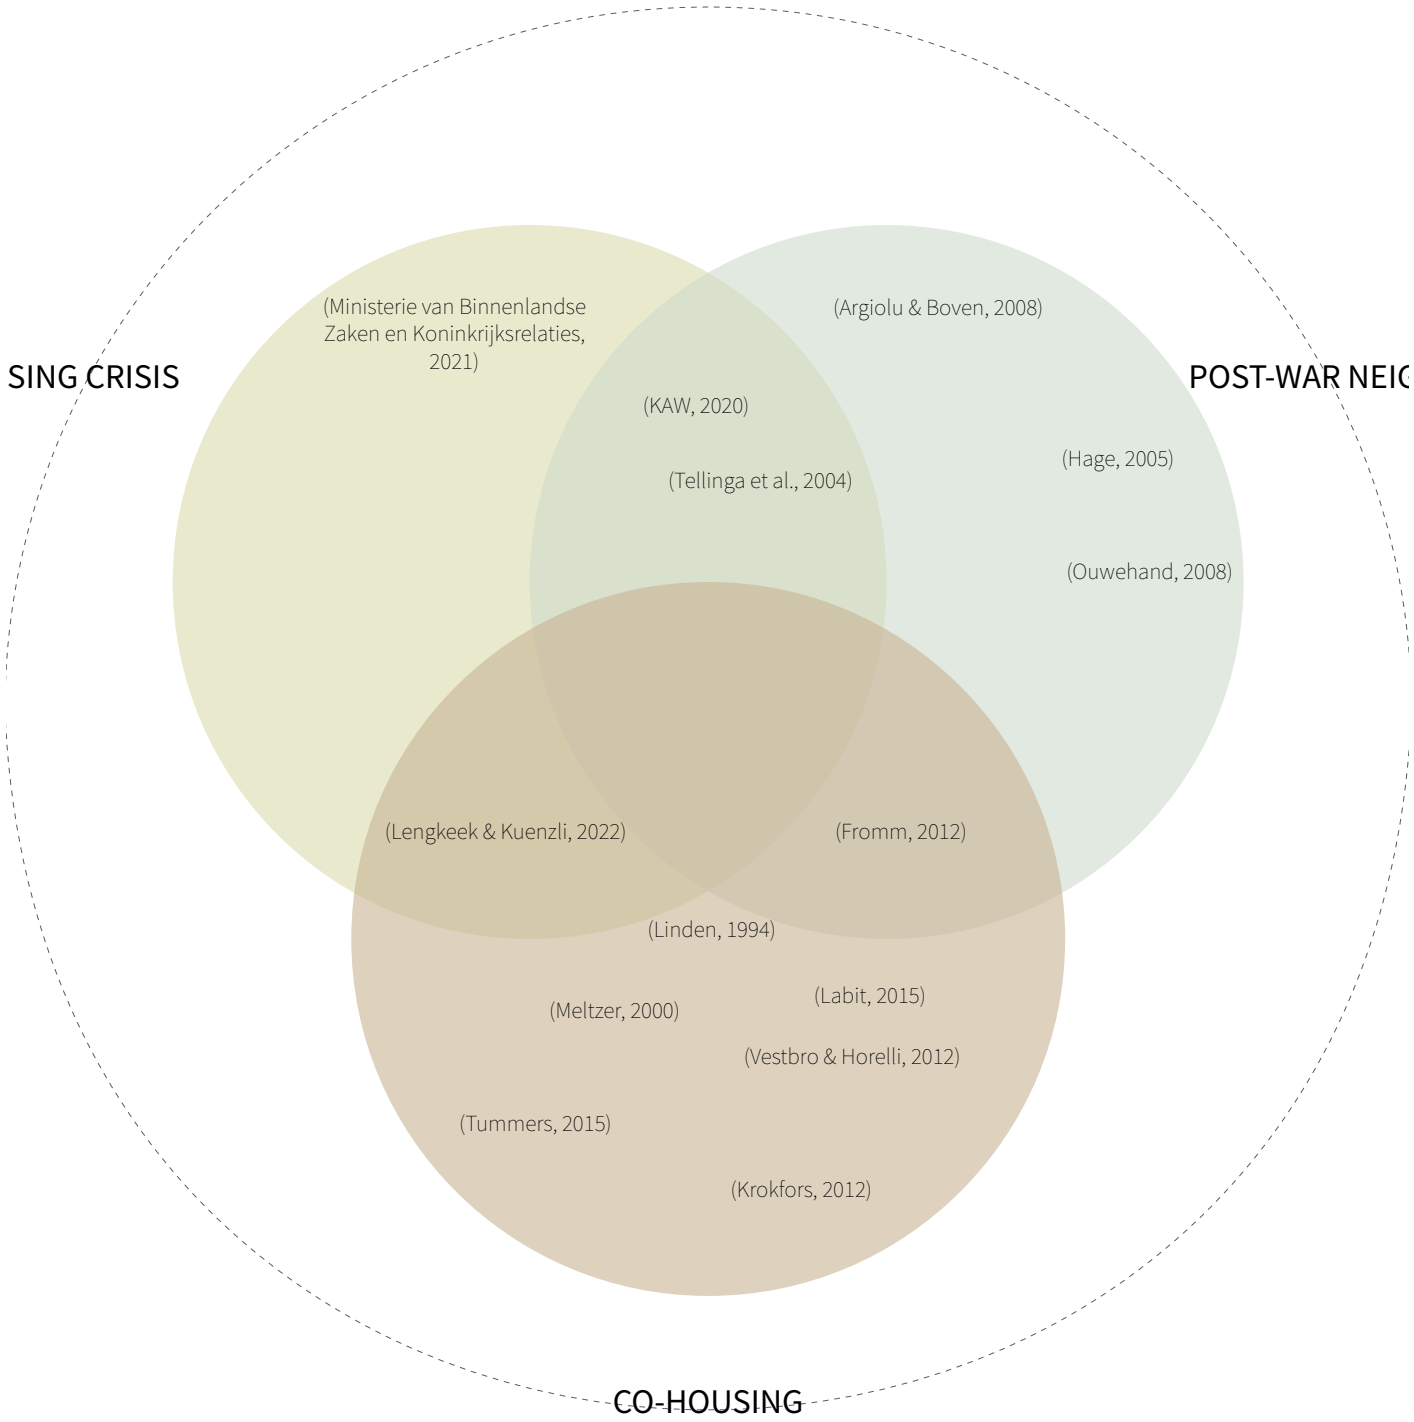 (Ministerie van Binnenlandse
Zaken en Koninkrijksrelaties,
2021)
(Argiolu & Boven, 2008)
SING CRISIS
POST-WAR NEIG
(KAW, 2020)
(Hage, 2005)
(Tellinga et al., 2004)
(Ouwehand, 2008)
(Lengkeek & Kuenzli, 2022)
(Fromm, 2012)
(Linden, 1994)
(Labit, 2015)
(Meltzer, 2000)
(Vestbro & Horelli, 2012)
(Tummers, 2015)
(Krokfors, 2012)
CO-HOUSING